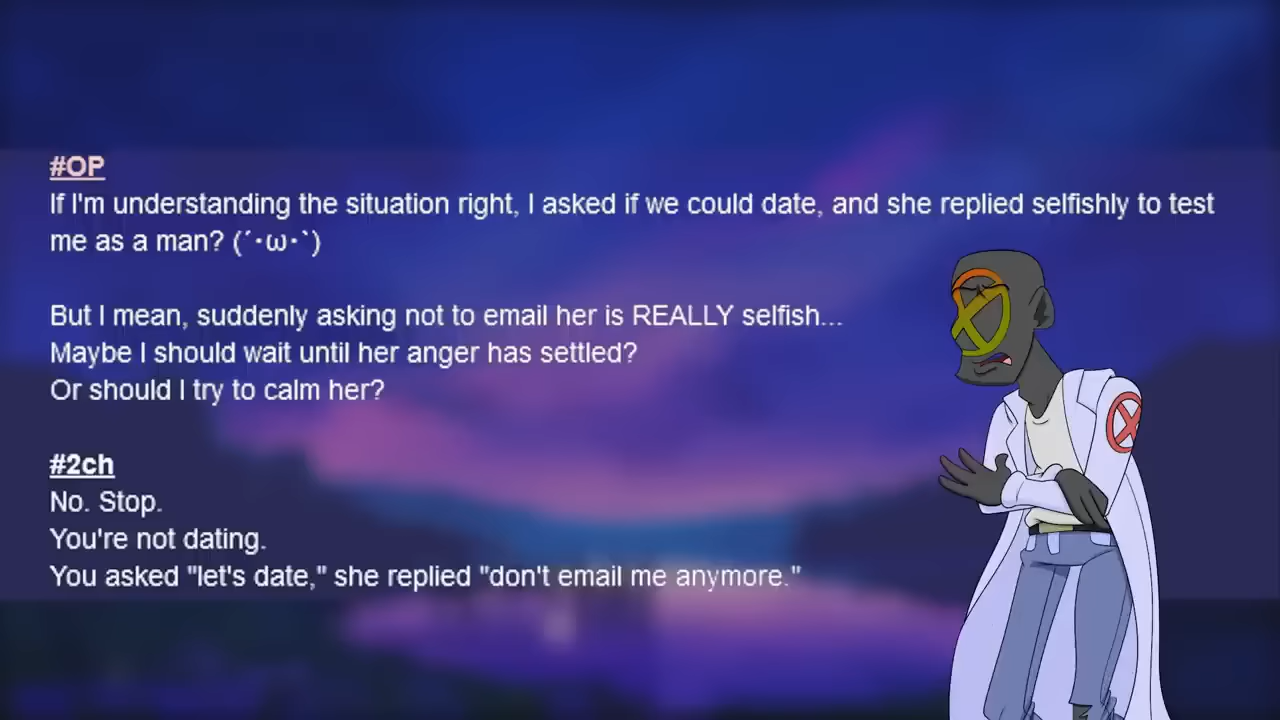 #OP
If I'm understanding the situation right, I asked if we could date, and she replied selfishly to test
me as a man? (´･ω･`)
But I mean, suddenly asking not to email her is REALLY selfish...
Maybe I should wait until her anger has settled?
Or should I try to calm her?
#2ch
No. Stop.
You're not dating.
You asked "let's date," she replied "don't email me anymore."